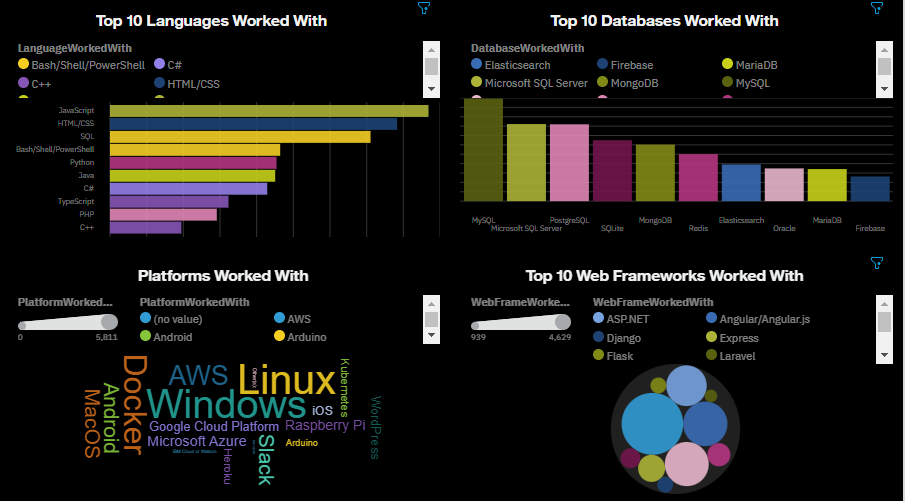 Top 10 Languages Worked With
LanguageWorkedWith
Bash/Shell/PowerShell C#
C++ HTML/CSS
JavaScript
HTML/CSS
SQL
Bash/Shell/PowerShell
Python
Java
C#
TypeScript
PHP
C++
Top 10 Databases Worked With
DatabaseWorkedWith
Elasticsearch Firebase MariaDB
Microsoft SQL Server MongoDB MySQL
MySQL PostgreSQL MongoDB Elasticsearch MariaDB
Microsoft SQL Server SQLite Redis Oracle Firebase
Platforms Worked With
PlatformWorked...
0 5,811
PlatformWorkedWith
(no value) AWS
Android Arduino
MacOS
Android
Docker
AWS
Linux
Windows
Kubernetes
iOS
WordPress
Google Cloud Platform
Raspberry Pi
Microsoft Azure
Heroku
Slack
Arduino
IBM Cloud or Watson
Top 10 Web Frameworks Worked With
WebFrameWorke...
939 4,629
WebFrameWorkedWith
ASP.NET Angular/Angular.js
Django Express
Flask Laravel